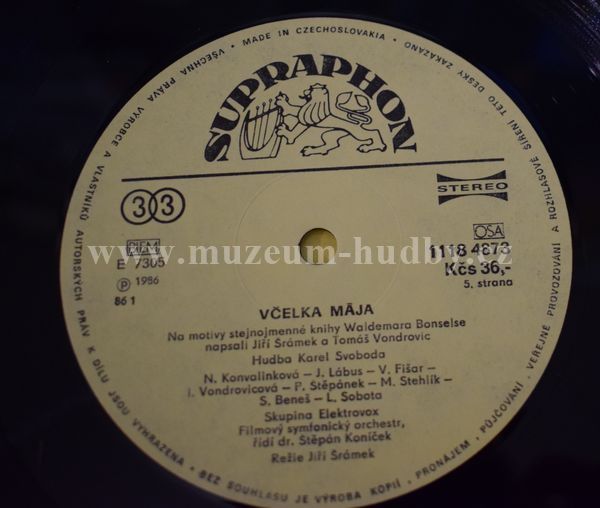 • MADE IN CZECHOSLOVAKIA • ZAKÁZÁNO ŠÍŘENÍ TÉTO DESKY
A ROZHLASOVÉ
VEŘEJNÉ PROVOZOVÁNÍ
PŮJČOVÁNÍ
PRONÁJEM
BEZ SOUHLASU JE VÝROBA KOPIÍ
VŠECHNA PRÁVA VÝROBCE A VLASTNÍKŮ AUTORSKÝCH PRÁV K DÍLU JSOU VYHRAZENA •
SUPRAPHON
33
STEREO
BIEM
OSA
E 7305
1118 4873
℗ 1986
Kčs 36,-
86 1
5. strana
www.muzeum-hudby.cz
VČELKA MÁJA
Na motivy stejnojmenné knihy Waldemara Bonselse
napsali Jiří Šrámek a Tomáš Vondrovic
Hudba Karel Svoboda
N. Konvalinková – J. Lábus – V. Fišar –
I. Vondrovicová – P. Štěpánek – M. Stehlík –
S. Beneš – L. Sobota
Skupina Elektrovox
Filmový symfonický orchestr,
řídí dr. Štěpán Koníček
Režie Jiří Šrámek